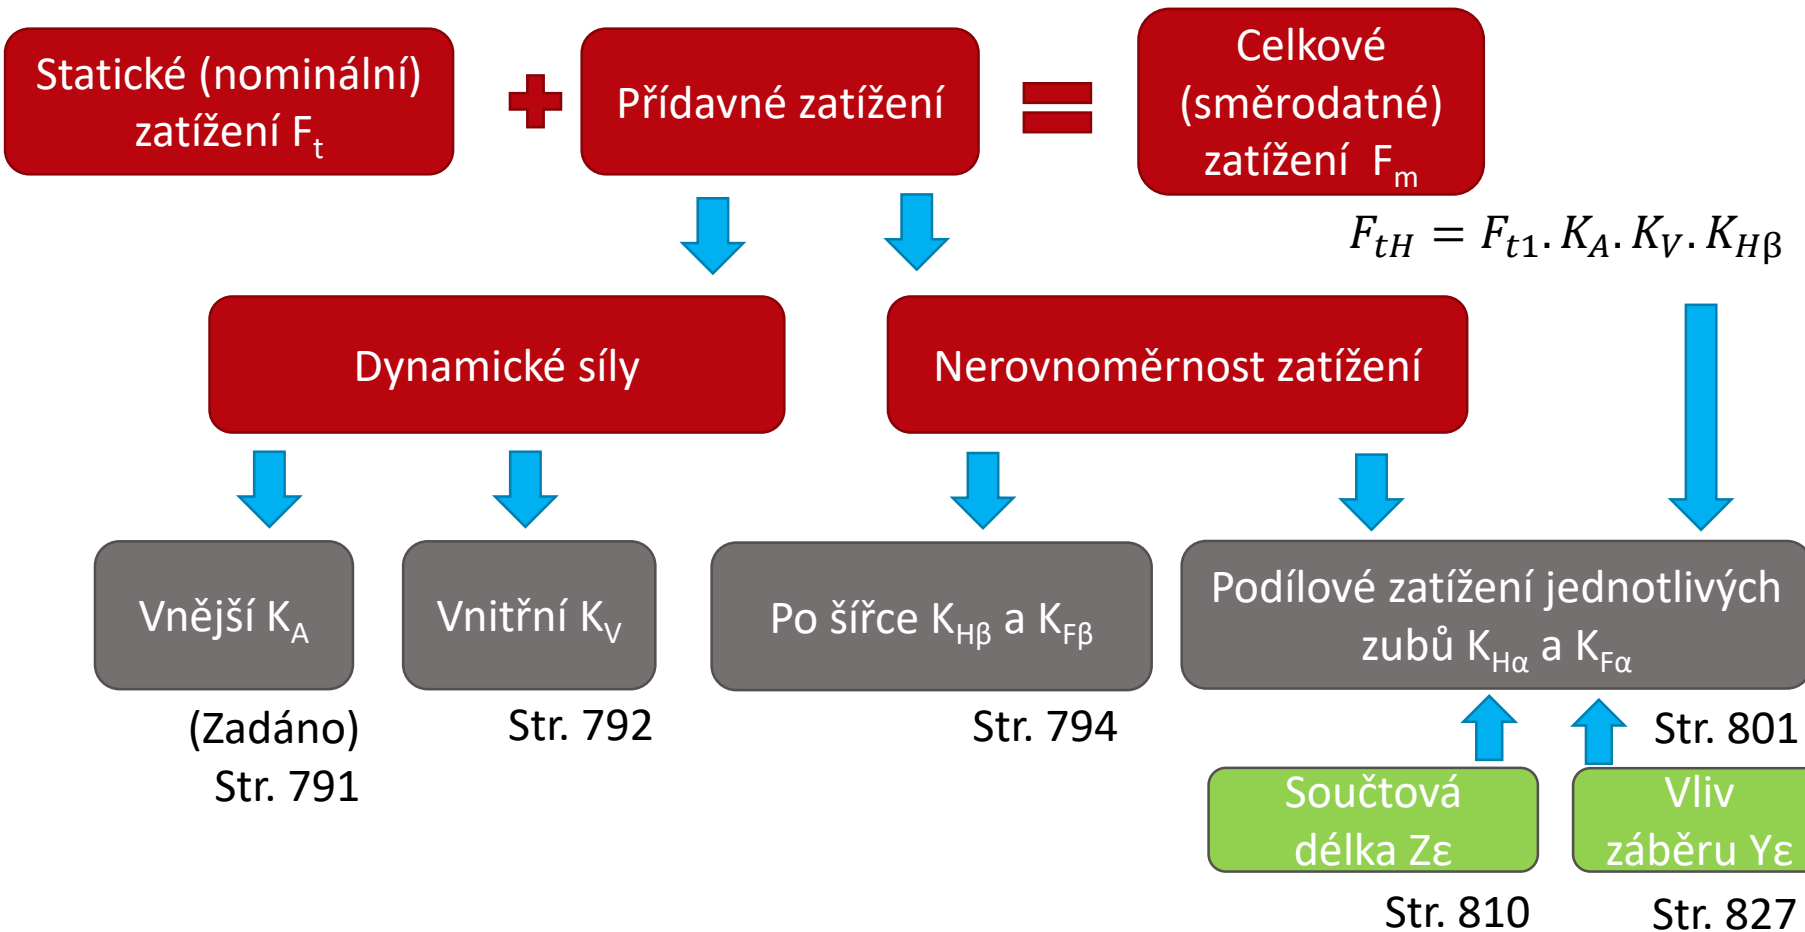 Statické (nominální)
zatížení Ft
+
Přídavné zatížení
=
Celkové
(směrodatné)
zatížení Fm
FtH = Ft1. KA. KV. KHβ
Dynamické síly
Nerovnoměrnost zatížení
Vnější KA
Vnitřní KV
Po šířce KHβ a KFβ
Podílové zatížení jednotlivých
zubů KHα a KFα
(Zadáno)
Str. 791
Str. 792
Str. 794
Str. 801
Součtová
délka Zε
Vliv
záběru Yε
Str. 810
Str. 827